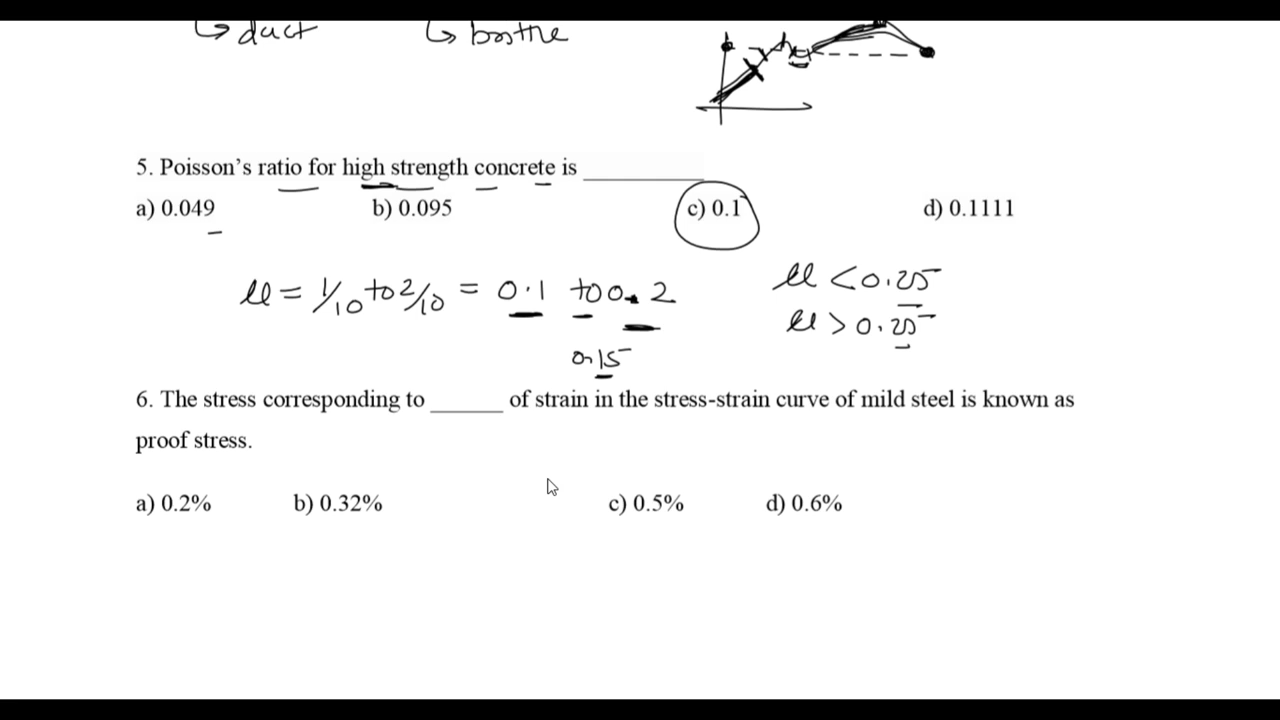 ↳ duct ↳
5. Poisson’s ratio for high strength concrete is ________
a) 0.049 b) 0.095 c) 0.1 d) 0.1111
μ = 1/10 to 2/10 = 0.1 to 0.2 μ < 0.25
μ > 0.25
0.15
6. The stress corresponding to ______ of strain in the stress-strain curve of mild steel is known as
proof stress.
a) 0.2% b) 0.32% c) 0.5% d) 0.6%